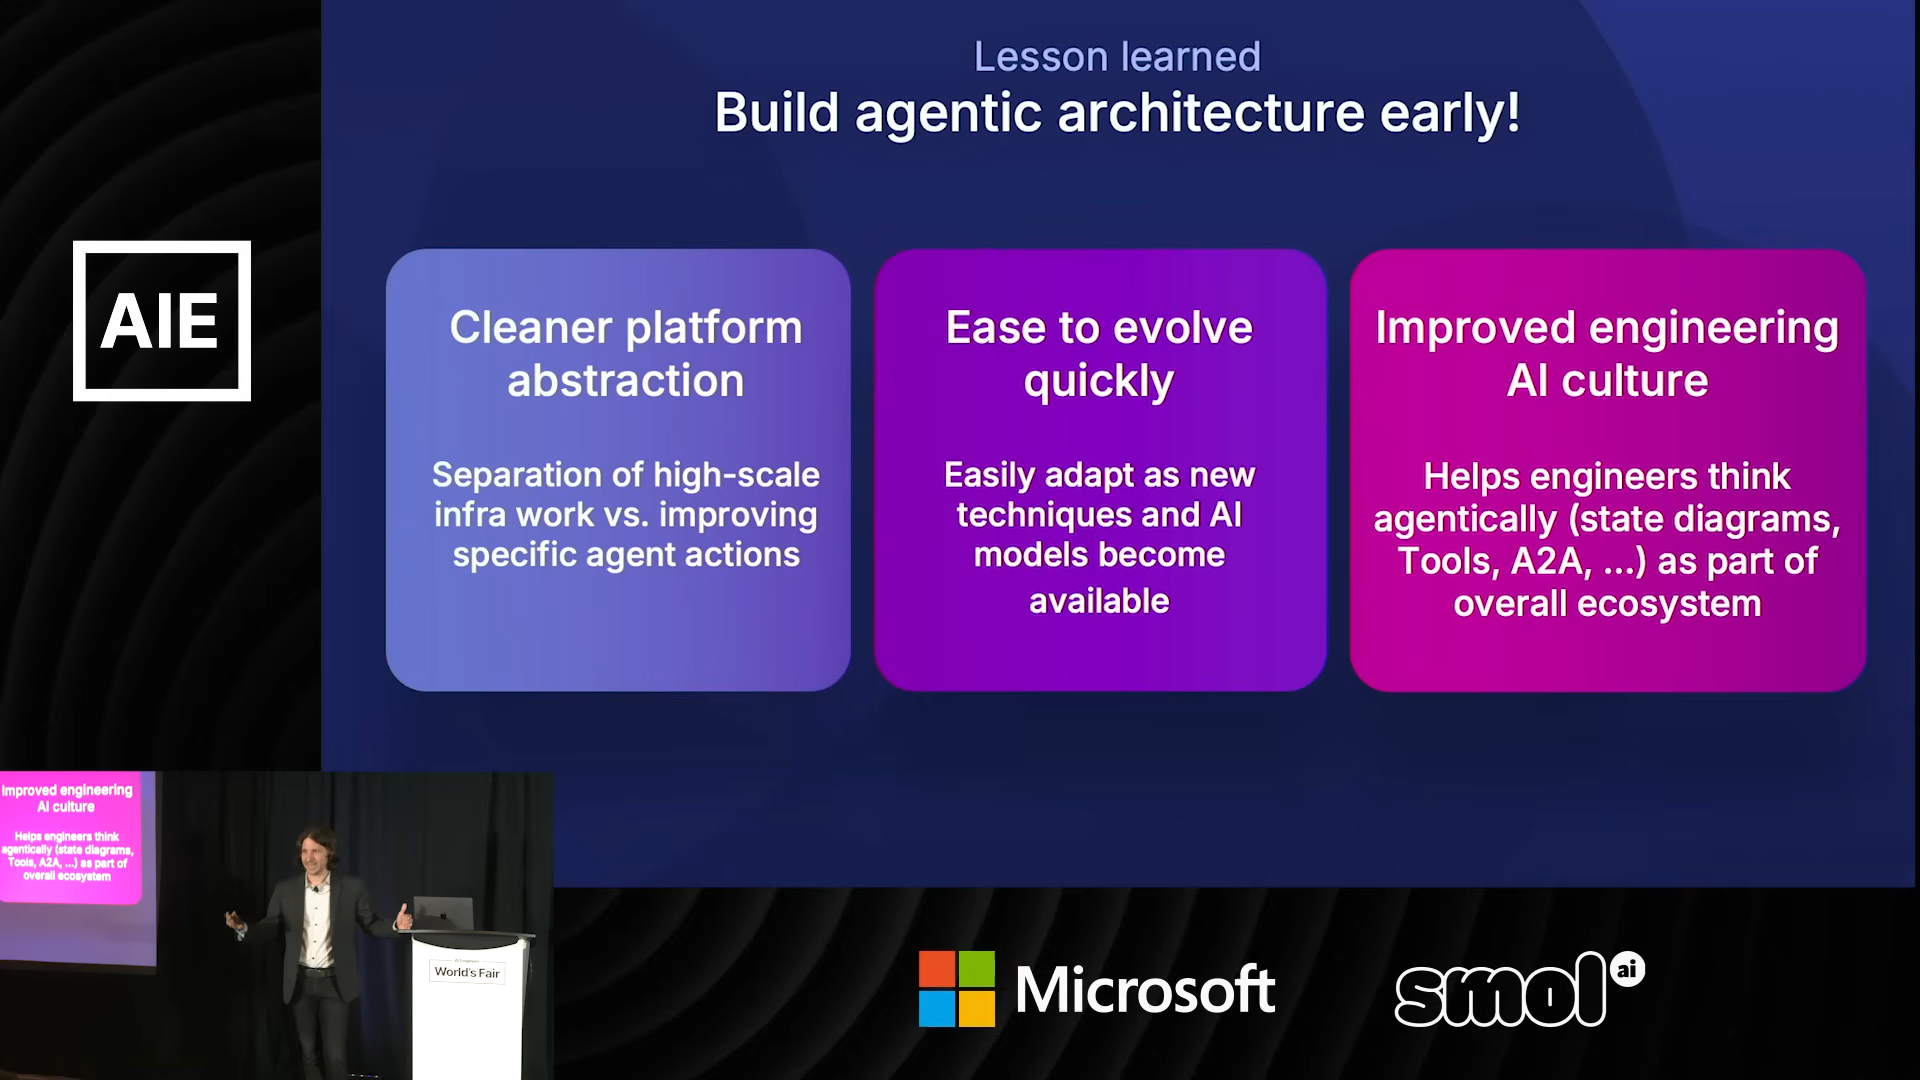 Lesson learned
Build agentic architecture early!
AIE
Cleaner platform
abstraction
Separation of high-scale
infra work vs. improving
specific agent actions
Ease to evolve
quickly
Easily adapt as new
techniques and AI
models become
available
Improved engineering
AI culture
Helps engineers think
agentically (state diagrams,
Tools, A2A, ...) as part of
overall ecosystem
Improved engineering
AI culture
Helps engineers think
agentically (state diagrams,
Tools, A2A, ...) as part of
overall ecosystem
AI Engineer
World's Fair
Microsoft
smol ai